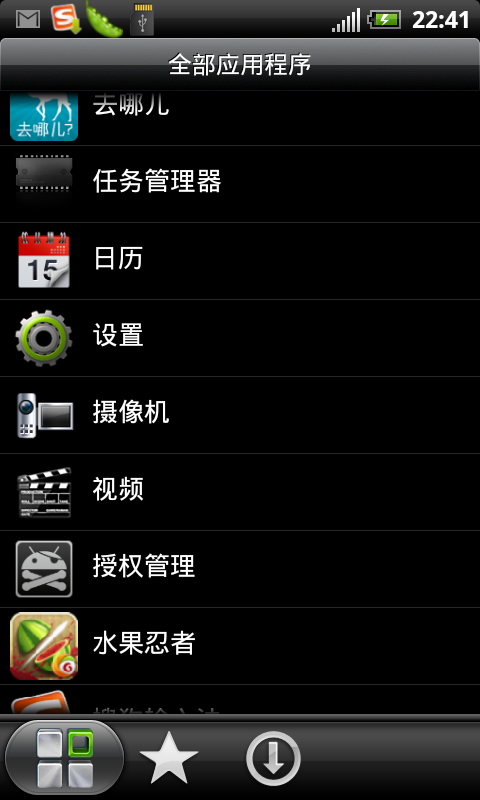 22:41
全部应用程序
去哪儿?
去哪儿
任务管理器
15
日历
设置
摄像机
视频
授权管理
水果忍者